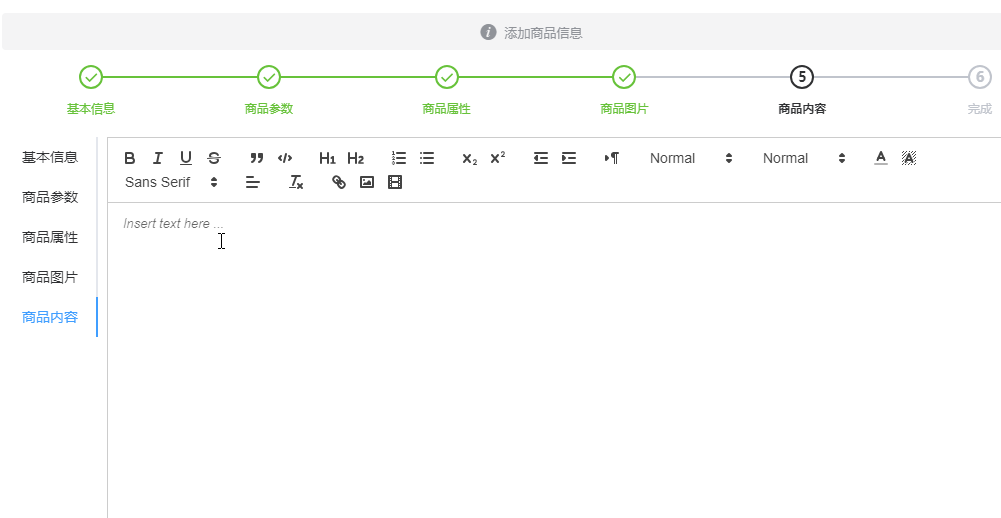 添加商品信息
5 6
基本信息 商品参数 商品属性 商品图片 商品内容 完成
基本信息
商品参数
商品属性
商品图片
商品内容
B I U S H1 H2 X2 X2 Normal Normal A A
Sans Serif Tx
Insert text here ...